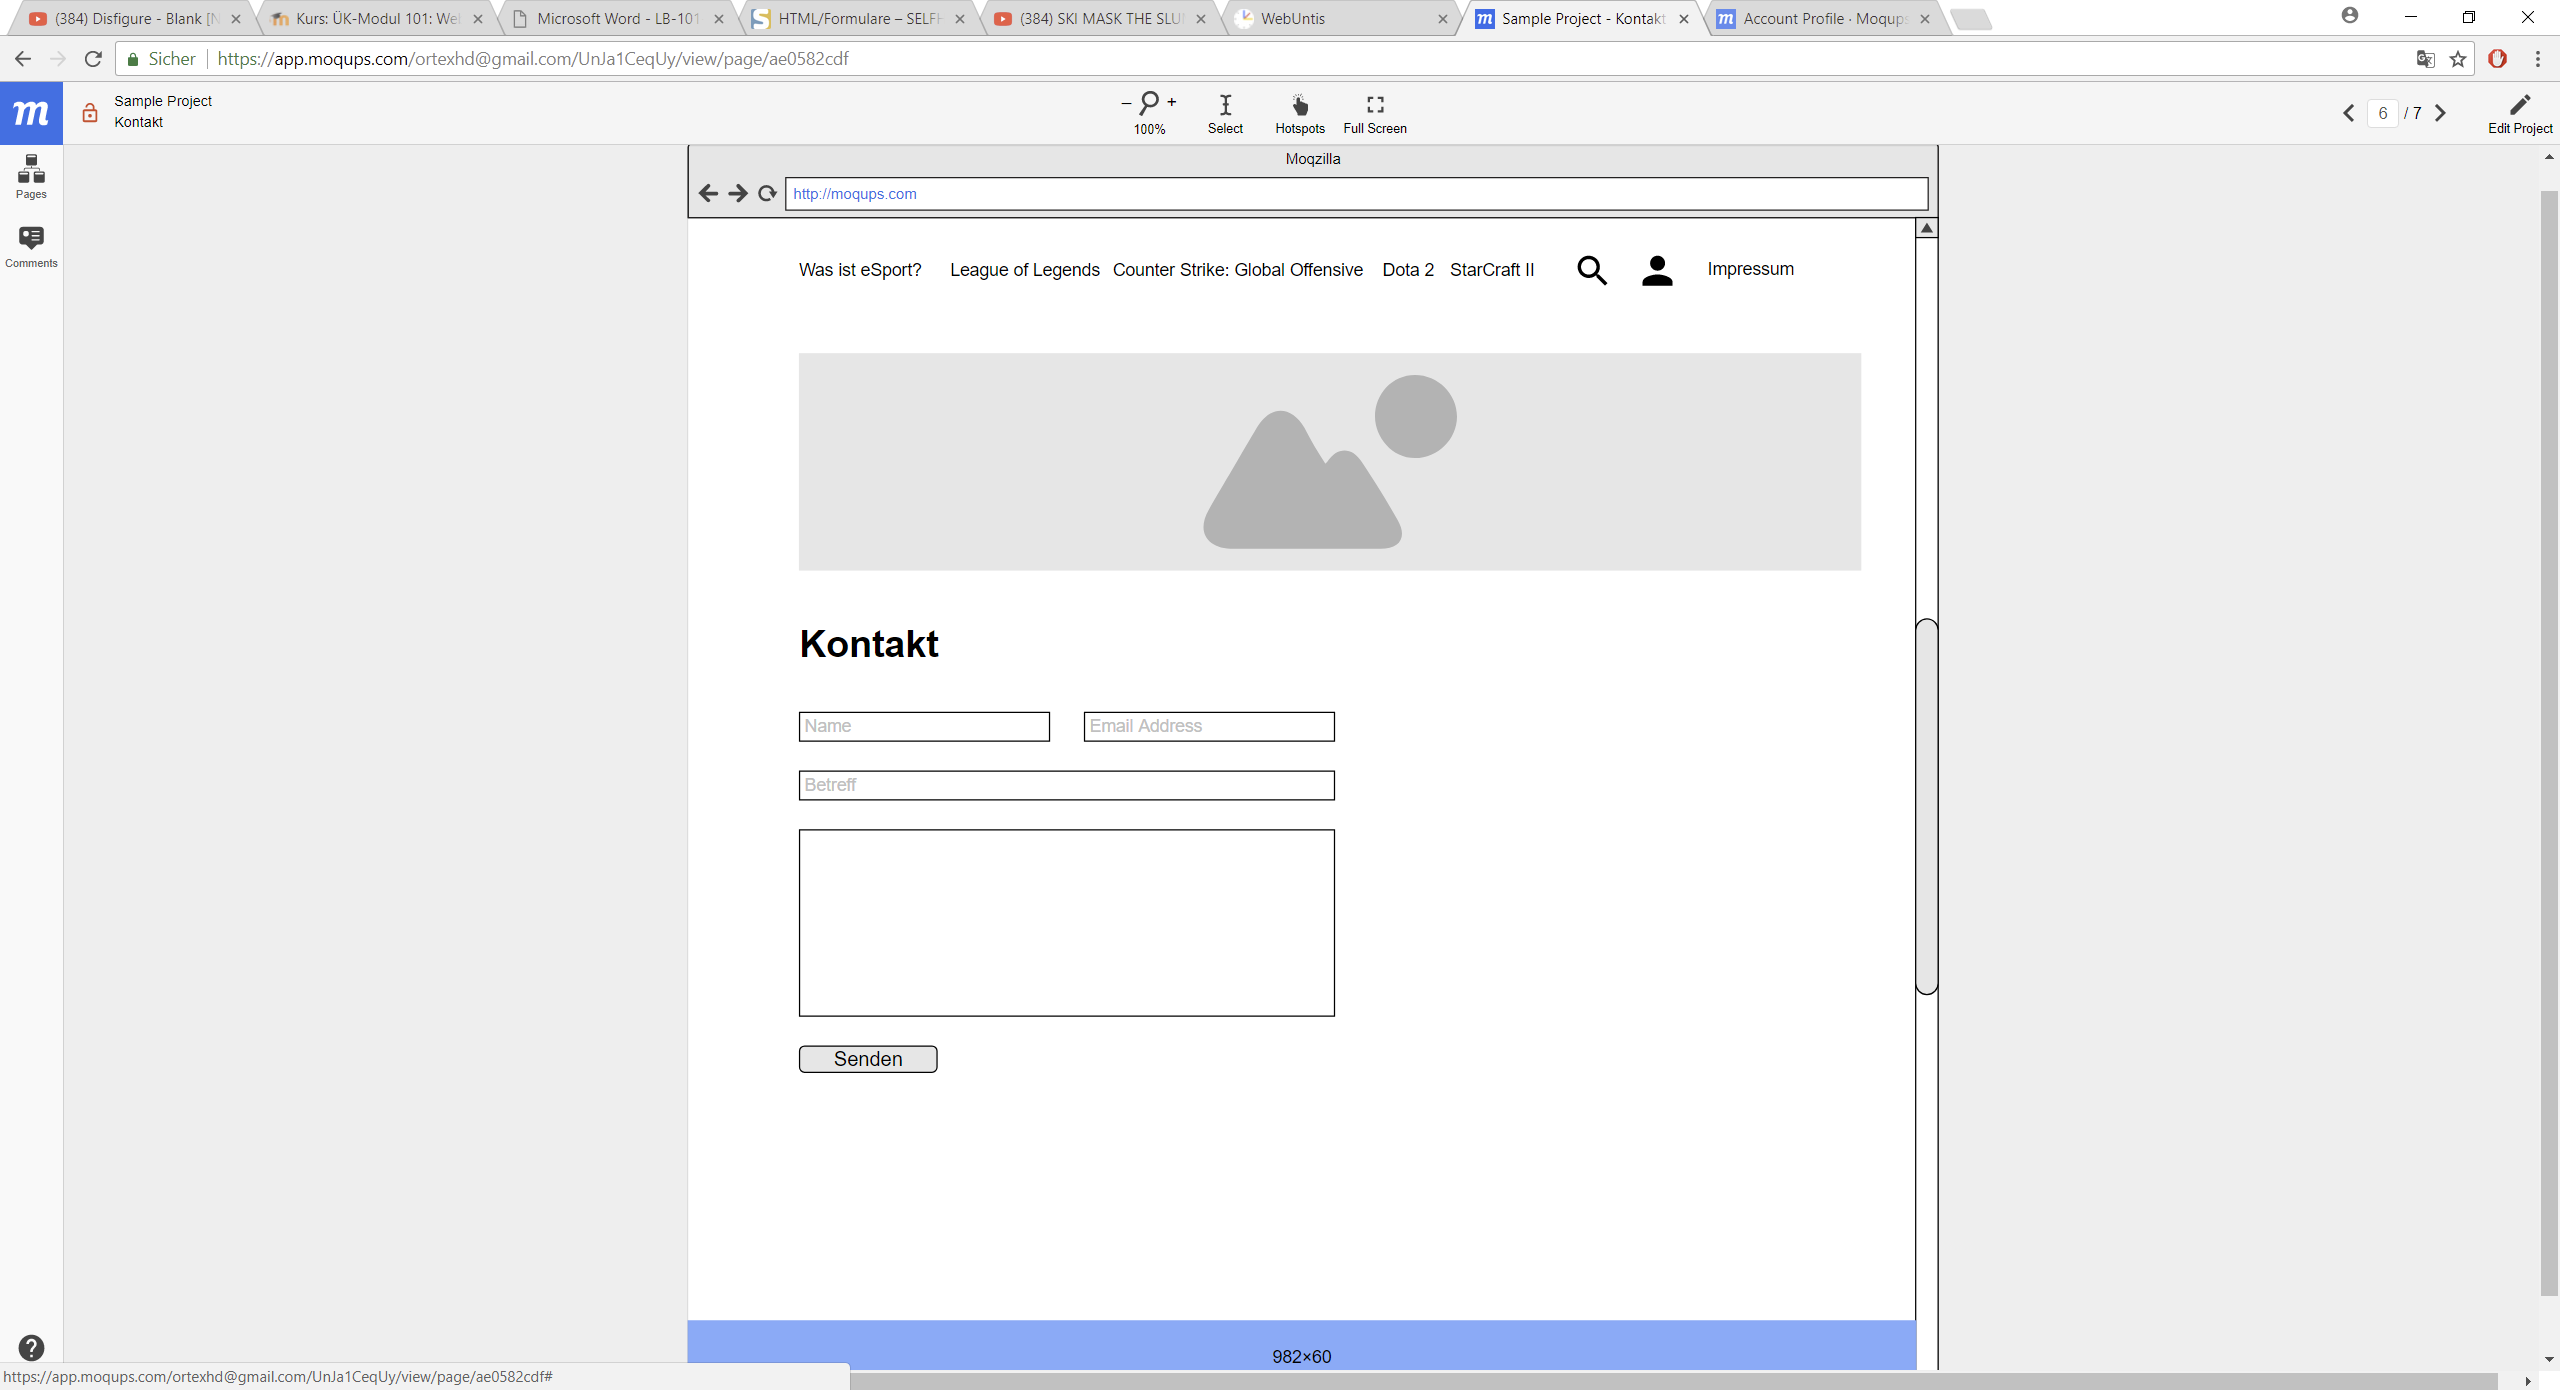 (384) Disfigure - Blank [N
Kurs: ÜK-Modul 101: We
Microsoft Word - LB-101
HTML/Formulare – SELFH
(384) SKI MASK THE SLU
WebUntis
Sample Project - Kontakt
Account Profile · Moqups
Sicher
https://app.moqups.com/ortexhd@gmail.com/UnJa1CeqUy/view/page/ae0582cdf
m
Sample Project
Kontakt
– +
100%
Select
Hotspots
Full Screen
6 / 7
Edit Project
Pages
Comments
Moqzilla
http://moqups.com
Was ist eSport? League of Legends Counter Strike: Global Offensive Dota 2 StarCraft II Impressum
Kontakt
Name
Email Address
Betreff
Senden
982×60
https://app.moqups.com/ortexhd@gmail.com/UnJa1CeqUy/view/page/ae0582cdf#